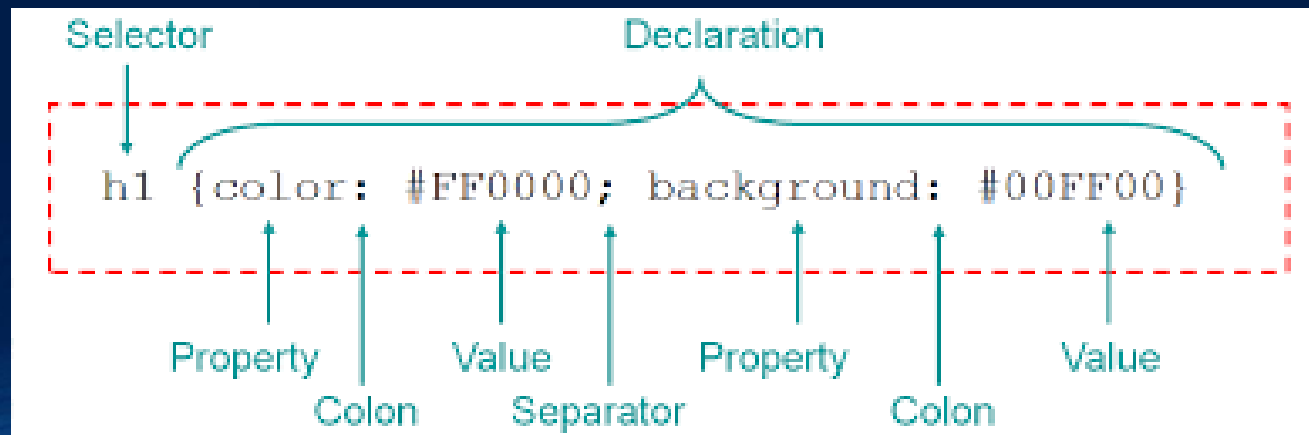 Selector Declaration
h1 {color: #FF0000; background: #00FF00}
Property Value Property Value
Colon Separator Colon